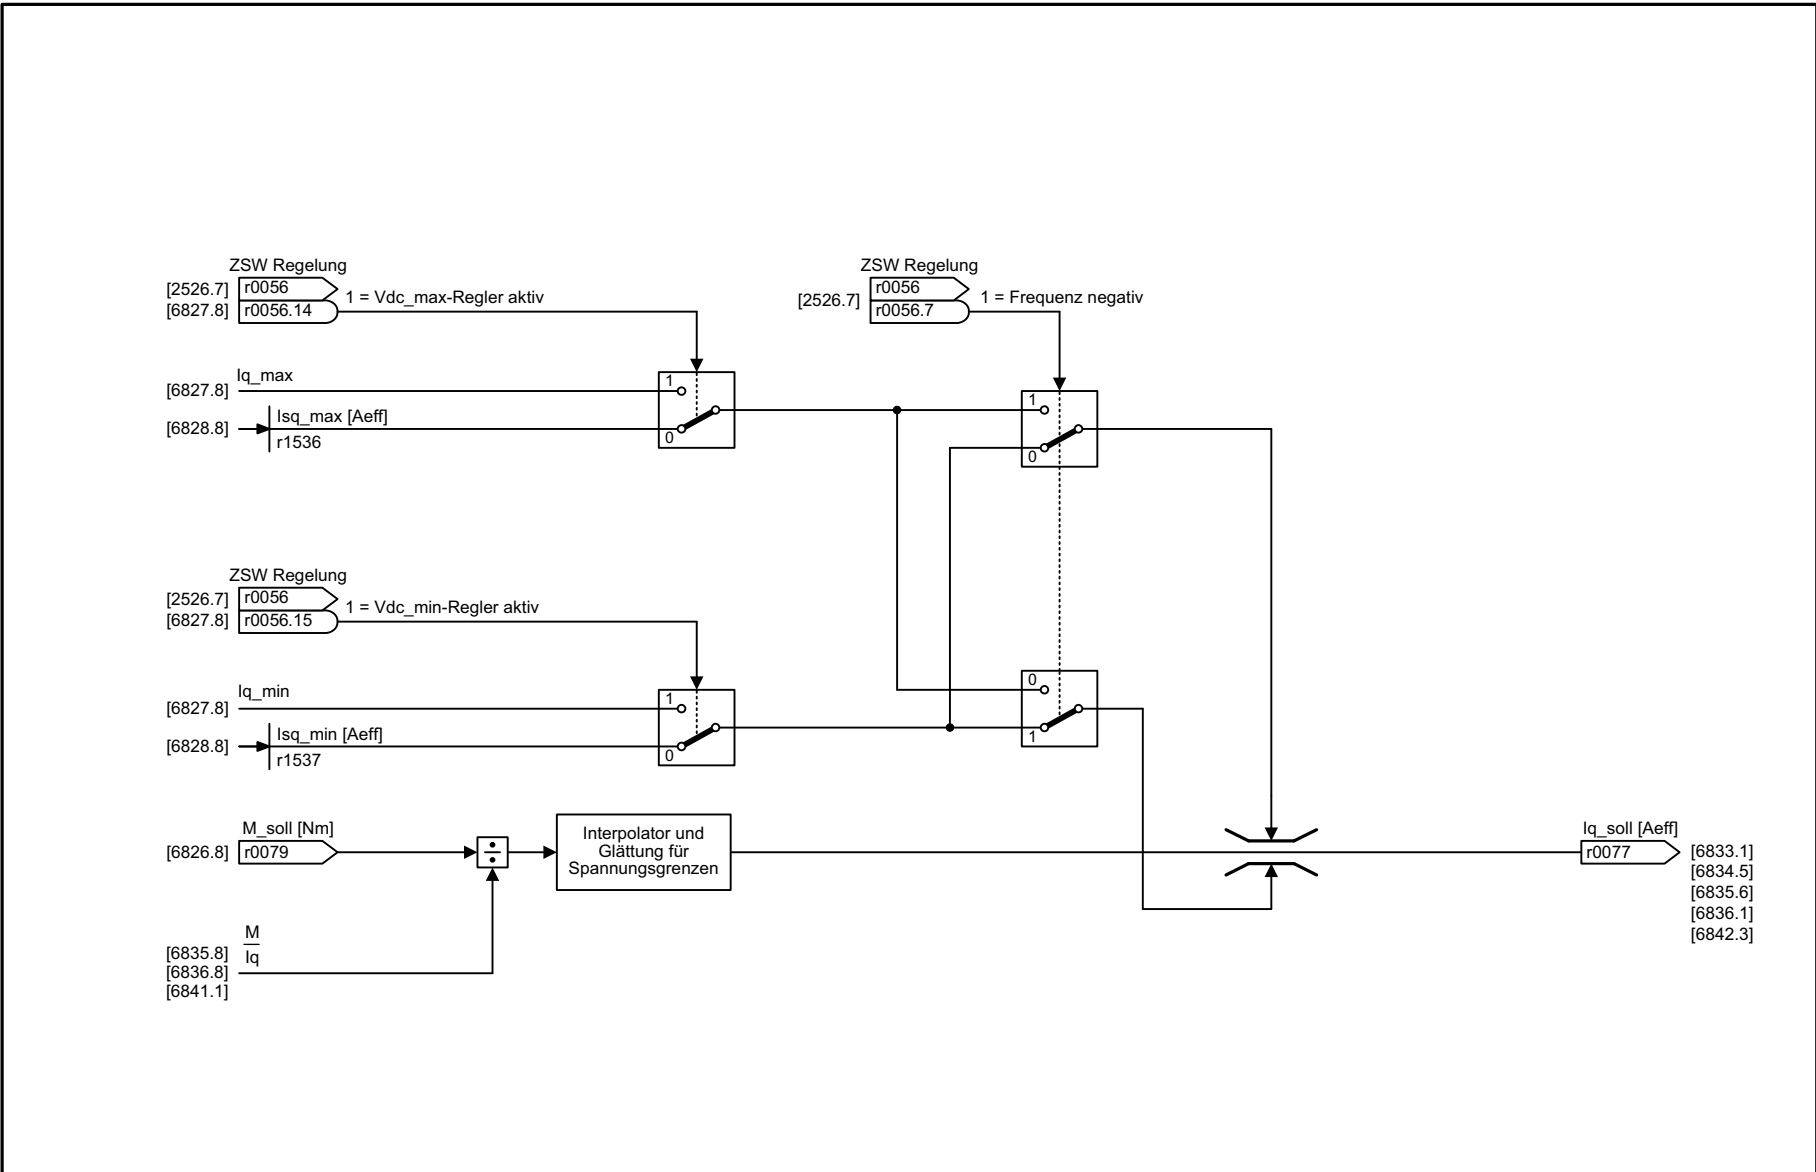 ZSW Regelung
[2526.7]
r0056
1 = Vdc_max-Regler aktiv
[6827.8]
r0056.14
ZSW Regelung
[2526.7]
r0056
r0056.7
1 = Frequenz negativ
Iq_max
[6827.8]
1
Isq_max [Aeff]
[6828.8]
r1536
0
1
0
ZSW Regelung
[2526.7]
r0056
1 = Vdc_min-Regler aktiv
[6827.8]
r0056.15
Iq_min
[6827.8]
1
Isq_min [Aeff]
[6828.8]
r1537
0
0
1
M_soll [Nm]
[6826.8]
r0079
÷
Interpolator und
Glättung für
Spannungsgrenzen
Iq_soll [Aeff]
r0077
[6833.1]
[6834.5]
[6835.6]
[6836.1]
[6842.3]
M
Iq
[6835.8]
[6836.8]
[6841.1]